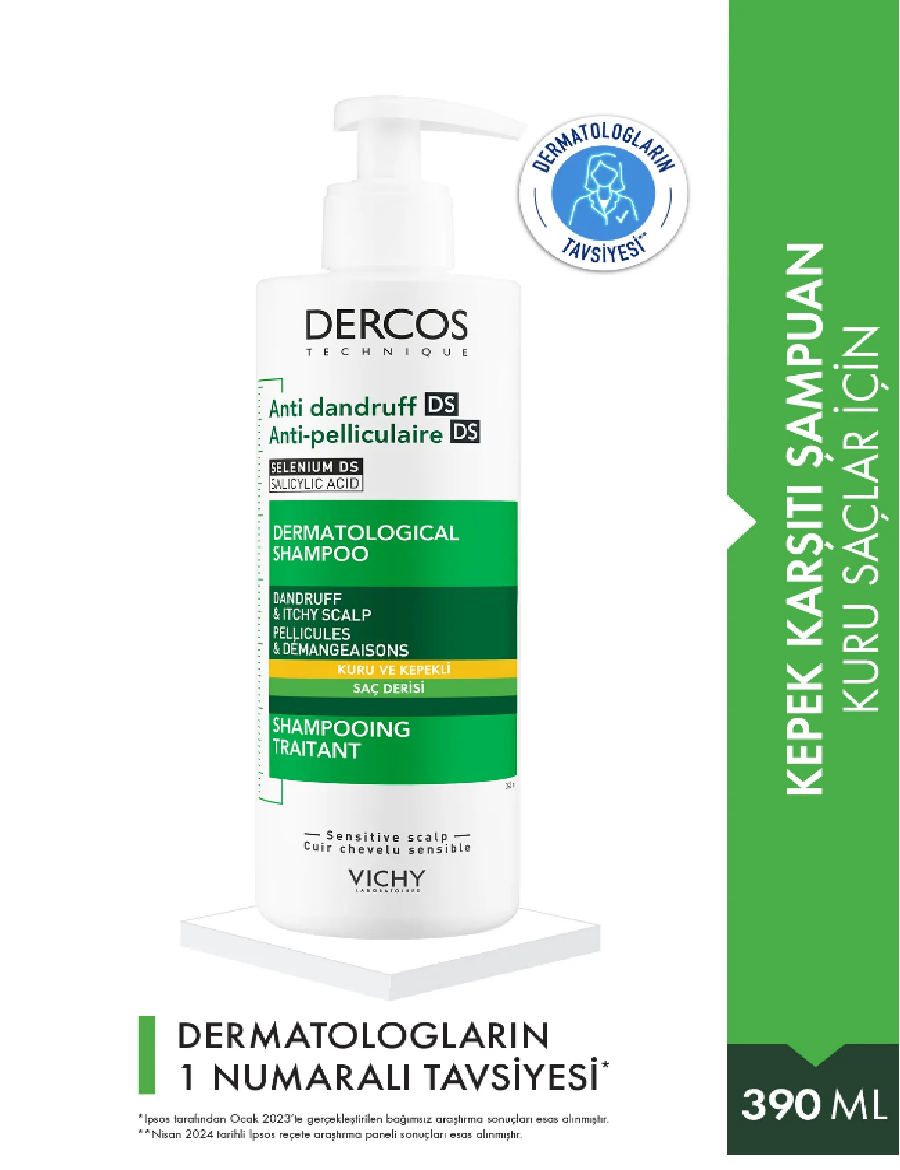 DERMATOLOGLARIN
TAVSİYESİ**
DERCOS
TECHNIQUE
Anti dandruff DS
Anti-pelliculaire DS
SELENIUM DS
SALICYLIC ACID
DERMATOLOGICAL
SHAMPOO
DANDRUFF
& ITCHY SCALP
PELLICULES
& DÉMANGEAISONS
KURU VE KEPEKLİ
SAÇ DERİSİ
SHAMPOOING
TRAITANT
Sensitive scalp
Cuir chevelu sensible
VICHY
LABORATOIRES
KEPEK KARŞITI ŞAMPUAN
KURU SAÇLAR İÇİN
390 ML
DERMATOLOGLARIN
1 NUMARALI TAVSİYESİ*
*Ipsos tarafından Ocak 2023'te gerçekleştirilen bağımsız araştırma sonuçları esas alınmıştır.
**Nisan 2024 tarihli Ipsos reçete araştırma paneli sonuçları esas alınmıştır.